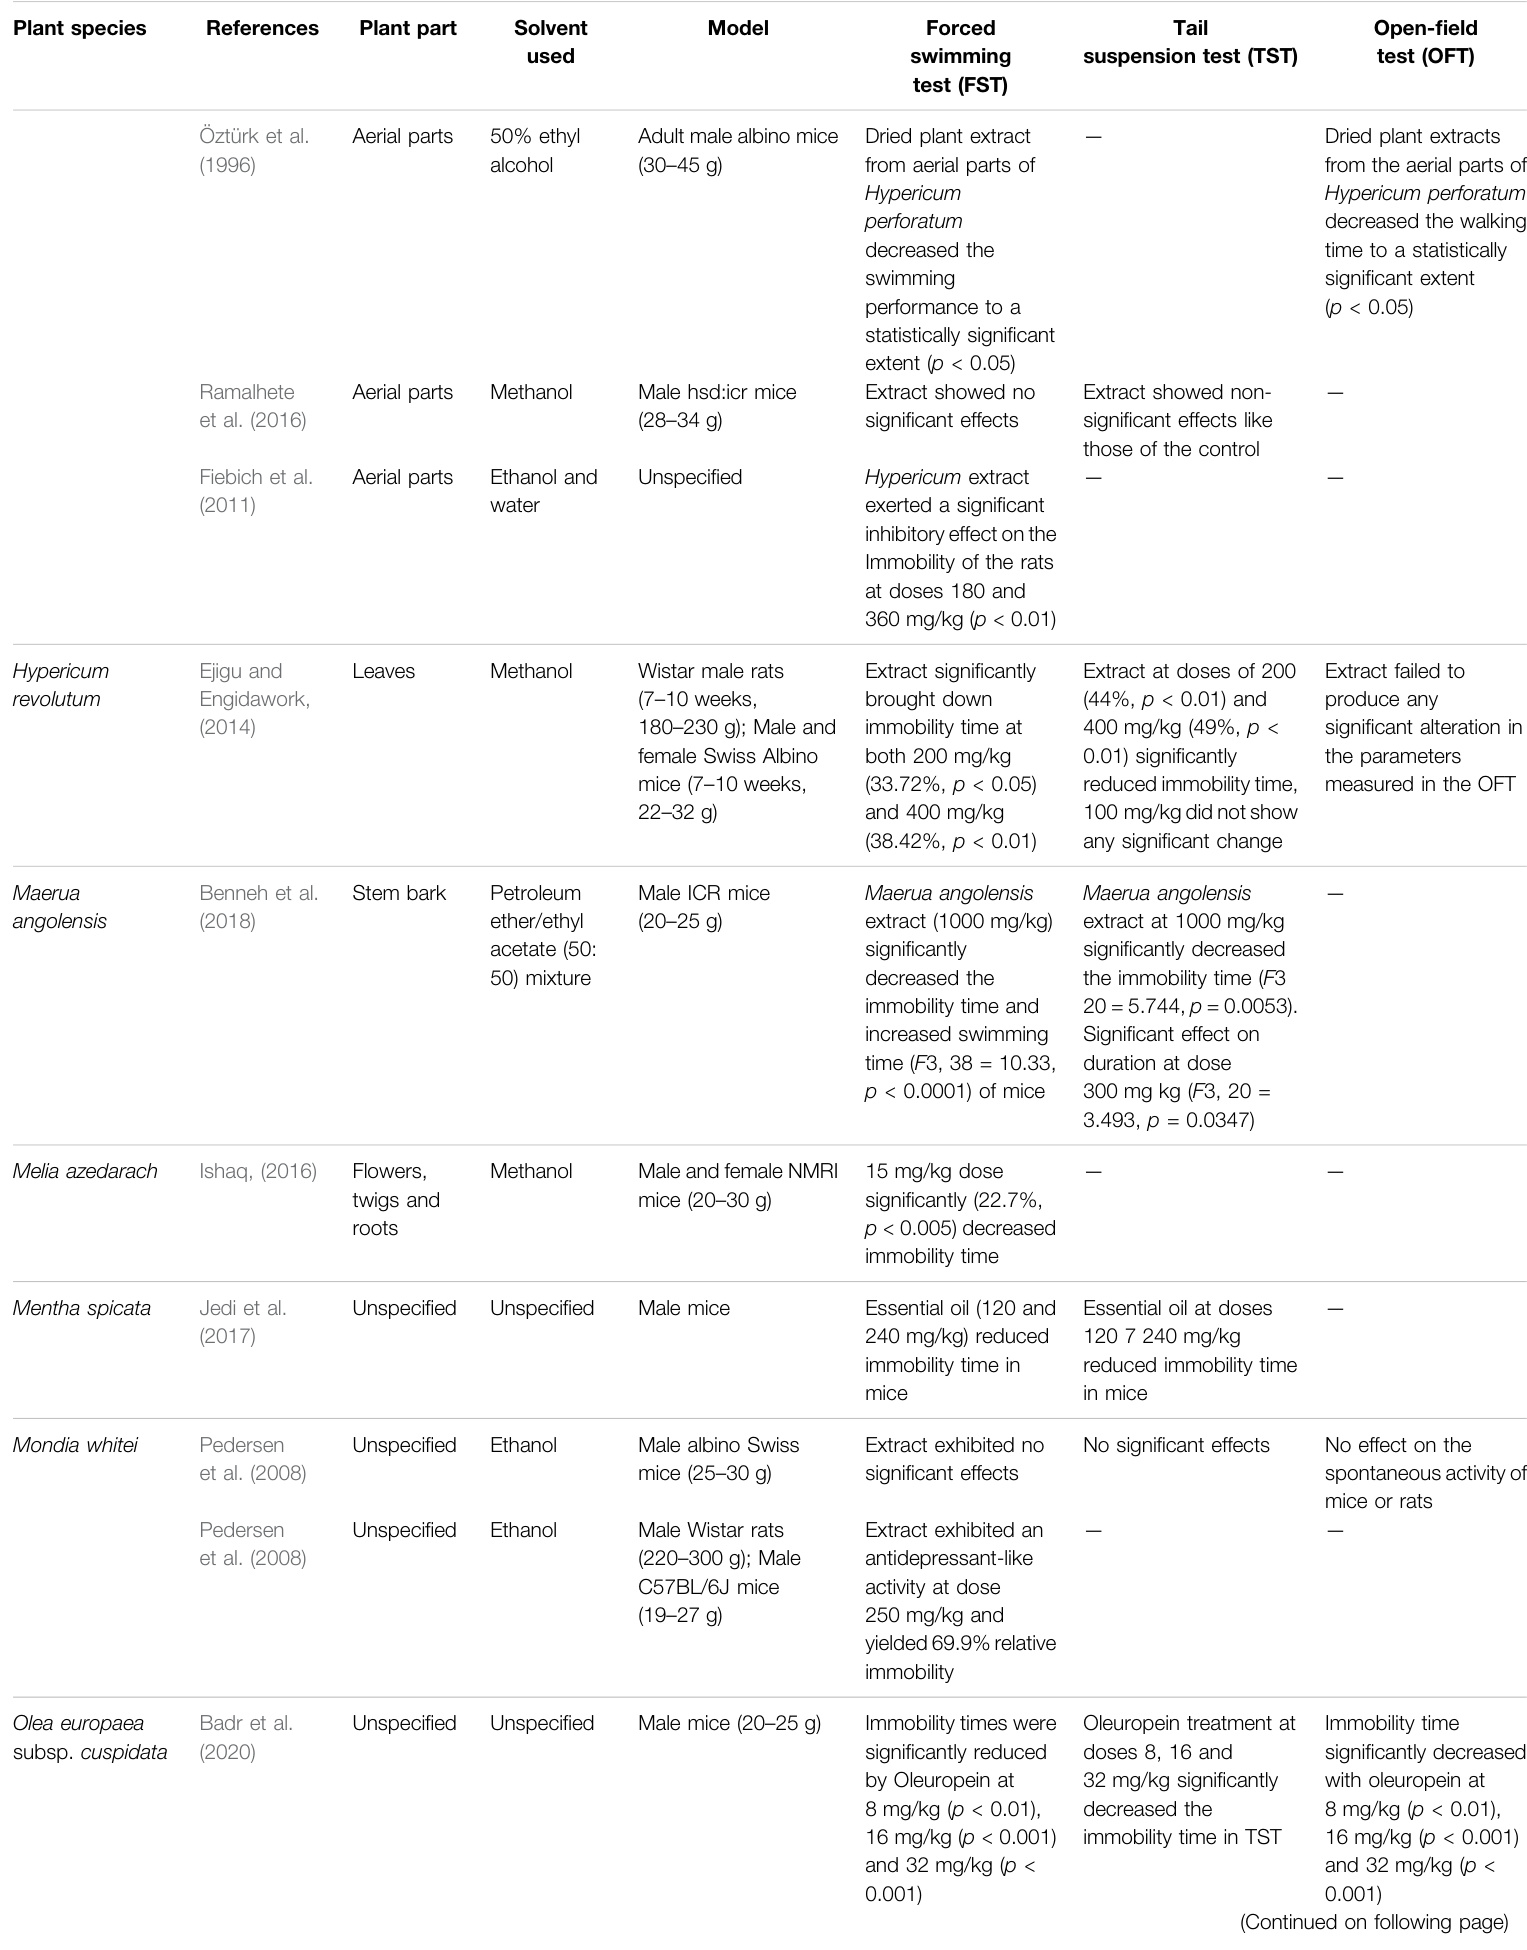 Plant species
References
Plant part
Solvent
used
Model
Forced
swimming
test (FST)
Tail
suspension test (TST)
Open-field
test (OFT)
Öztürk et al.
(1996)
Aerial parts
50% ethyl
alcohol
Adult male albino mice
(30–45 g)
Dried plant extract
from aerial parts of
Hypericum
perforatum
decreased the
swimming
performance to a
statistically significant
extent (p < 0.05)
—
Dried plant extracts
from the aerial parts of
Hypericum perforatum
decreased the walking
time to a statistically
significant extent
(p < 0.05)
Ramalhete
et al. (2016)
Aerial parts
Methanol
Male hsd:icr mice
(28–34 g)
Extract showed no
significant effects
Extract showed non-
significant effects like
those of the control
—
Fiebich et al.
(2011)
Aerial parts
Ethanol and
water
Unspecified
Hypericum extract
exerted a significant
inhibitory effect on the
Immobility of the rats
at doses 180 and
360 mg/kg (p < 0.01)
—
—
Hypericum
revolutum
Ejigu and
Engidawork,
(2014)
Leaves
Methanol
Wistar male rats
(7–10 weeks,
180–230 g); Male and
female Swiss Albino
mice (7–10 weeks,
22–32 g)
Extract significantly
brought down
immobility time at
both 200 mg/kg
(33.72%, p < 0.05)
and 400 mg/kg
(38.42%, p < 0.01)
Extract at doses of 200
(44%, p < 0.01) and
400 mg/kg (49%, p <
0.01) significantly
reduced immobility time,
100 mg/kg did not show
any significant change
Extract failed to
produce any
significant alteration in
the parameters
measured in the OFT
Maerua
angolensis
Benneh et al.
(2018)
Stem bark
Petroleum
ether/ethyl
acetate (50:
50) mixture
Male ICR mice
(20–25 g)
Maerua angolensis
extract (1000 mg/kg)
significantly
decreased the
immobility time and
increased swimming
time (F3, 38 = 10.33,
p < 0.0001) of mice
Maerua angolensis
extract at 1000 mg/kg
significantly decreased
the immobility time (F3
20 = 5.744, p = 0.0053).
Significant effect on
duration at dose
300 mg kg (F3, 20 =
3.493, p = 0.0347)
—
Melia azedarach
Ishaq, (2016)
Flowers,
twigs and
roots
Methanol
Male and female NMRI
mice (20–30 g)
15 mg/kg dose
significantly (22.7%,
p < 0.005) decreased
immobility time
—
—
Mentha spicata
Jedi et al.
(2017)
Unspecified
Unspecified
Male mice
Essential oil (120 and
240 mg/kg) reduced
immobility time in
mice
Essential oil at doses
120 7 240 mg/kg
reduced immobility time
in mice
—
Mondia whitei
Pedersen
et al. (2008)
Unspecified
Ethanol
Male albino Swiss
mice (25–30 g)
Extract exhibited no
significant effects
No significant effects
No effect on the
spontaneous activity of
mice or rats
Pedersen
et al. (2008)
Unspecified
Ethanol
Male Wistar rats
(220–300 g); Male
C57BL/6J mice
(19–27 g)
Extract exhibited an
antidepressant-like
activity at dose
250 mg/kg and
yielded 69.9% relative
immobility
—
—
Olea europaea
subsp. cuspidata
Badr et al.
(2020)
Unspecified
Unspecified
Male mice (20–25 g)
Immobility times were
significantly reduced
by Oleuropein at
8 mg/kg (p < 0.01),
16 mg/kg (p < 0.001)
and 32 mg/kg (p <
0.001)
Oleuropein treatment at
doses 8, 16 and
32 mg/kg significantly
decreased the
immobility time in TST
Immobility time
significantly decreased
with oleuropein at
8 mg/kg (p < 0.01),
16 mg/kg (p < 0.001)
and 32 mg/kg (p <
0.001)
(Continued on following page)